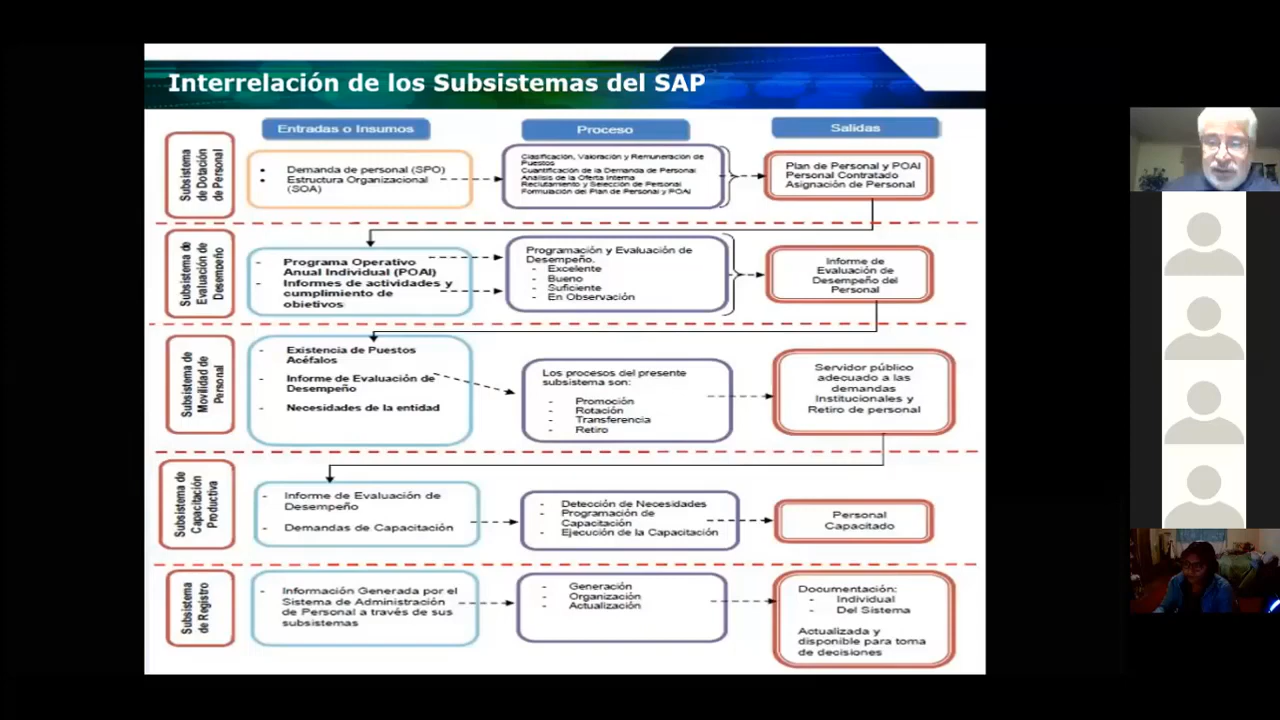 Interrelación de los Subsistemas del SAP
Entradas o Insumos
Proceso
Salidas
Subsistema
de Dotación
de Personal
• Demanda de personal (SPO)
• Estructura Organizacional
(SOA)
Clasificación, Valoración y Remuneración de
Puestos
Cuantificación de la Demanda de Personal
Análisis de la Oferta Interna
Reclutamiento y Selección de Personal
Formulación del Plan de Personal y POAI
Plan de Personal y POAI
Personal Contratado
Asignación de Personal
Subsistema de
Evaluación de
Desempeño
- Programa Operativo
Anual Individual (POAI)
- Informes de actividades y
cumplimiento de
objetivos
Programación y Evaluación de
Desempeño.
- Excelente
- Bueno
- Suficiente
- En Observación
Informe de
Evaluación de
Desempeño del
Personal
Subsistema de
Movilidad de
Personal
- Existencia de Puestos
Acéfalos
- Informe de Evaluación de
Desempeño
- Necesidades de la entidad
Los procesos del presente
subsistema son:
- Promoción
- Rotación
- Transferencia
- Retiro
Servidor público
adecuado a las
demandas
Institucionales y
Retiro de personal
Subsistema de
Capacitación
Productiva
- Informe de Evaluación de
Desempeño
- Demandas de Capacitación
- Detección de Necesidades
- Programación de
Capacitación
- Ejecución de la Capacitación
Personal
Capacitado
Subsistema
de Registro
- Información Generada por el
Sistema de Administración
de Personal a través de sus
subsistemas
- Generación
- Organización
- Actualización
Documentación:
- Individual
- Del Sistema
Actualizada y
disponible para toma
de decisiones